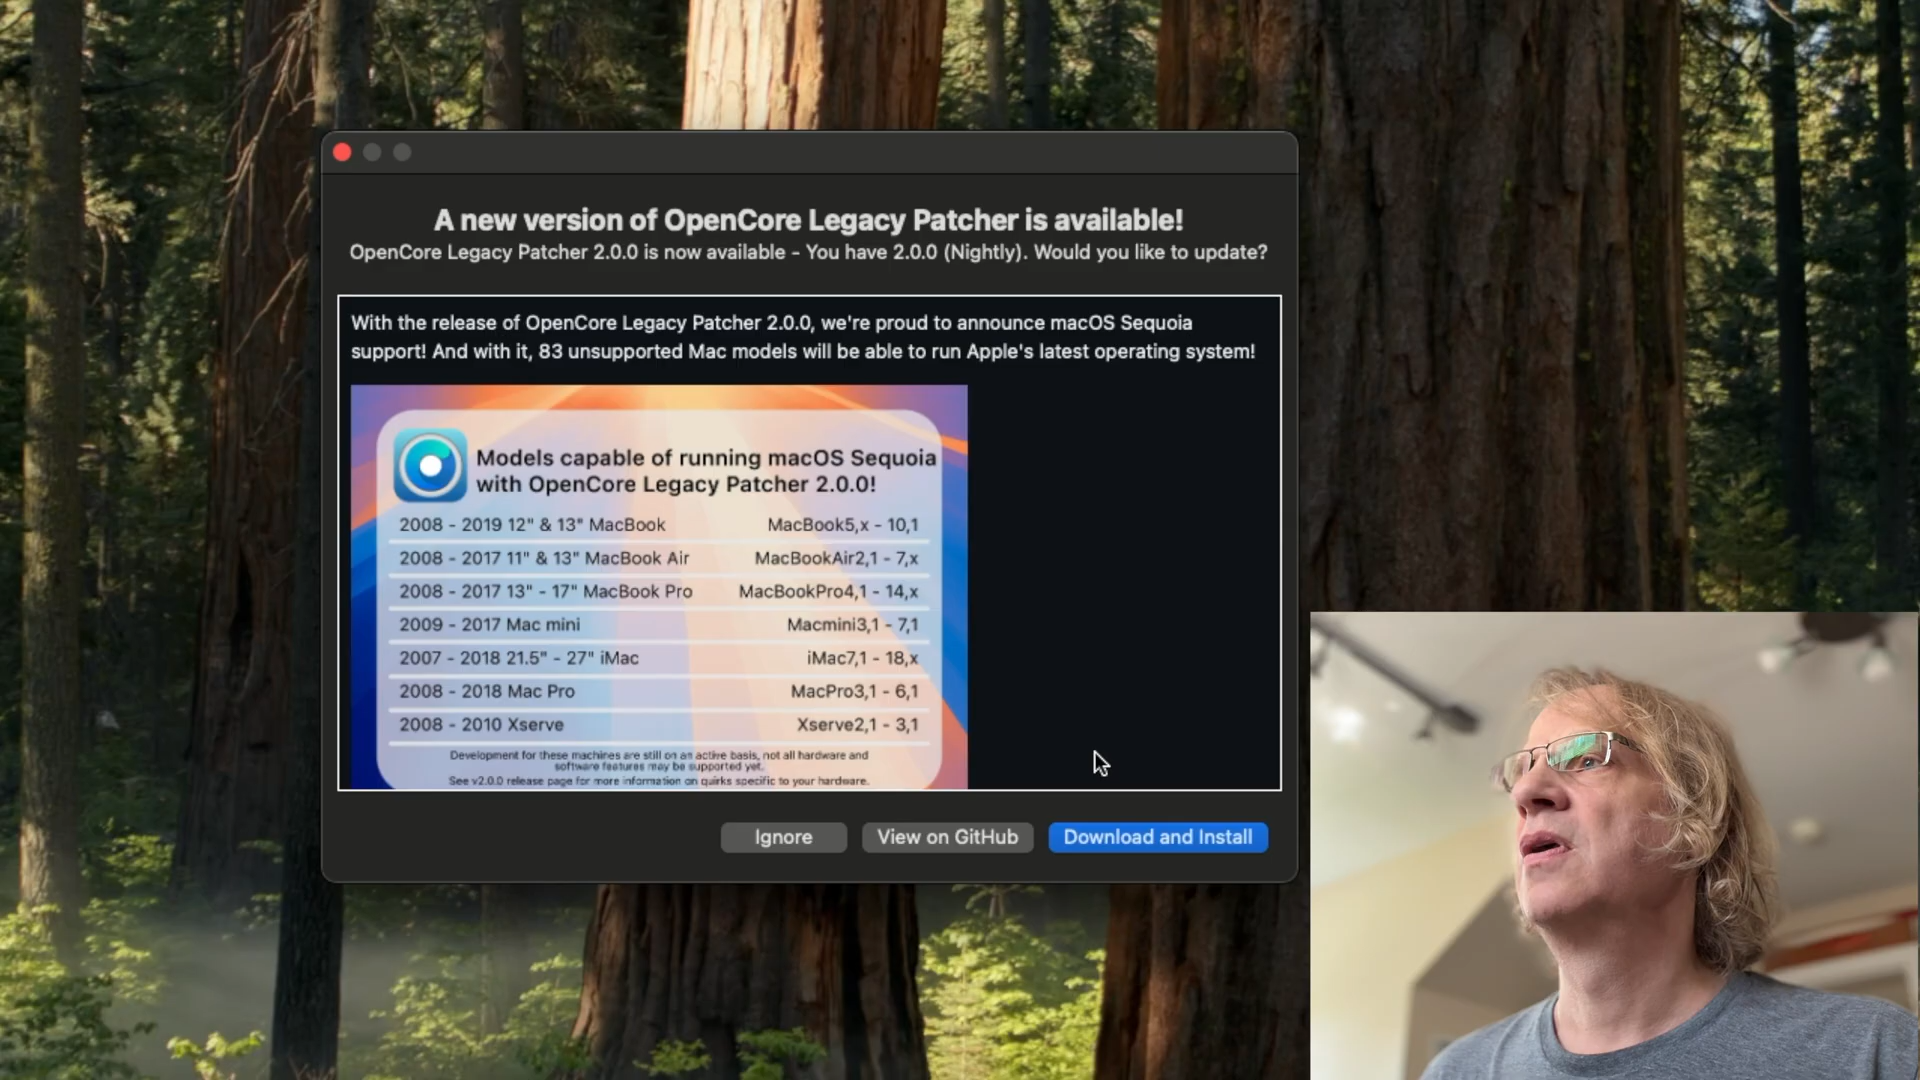 A new version of OpenCore Legacy Patcher is available!
OpenCore Legacy Patcher 2.0.0 is now available - You have 2.0.0 (Nightly). Would you like to update?
With the release of OpenCore Legacy Patcher 2.0.0, we're proud to announce macOS Sequoia
support! And with it, 83 unsupported Mac models will be able to run Apple's latest operating system!
Models capable of running macOS Sequoia
with OpenCore Legacy Patcher 2.0.0!
2008 - 2019 12" & 13" MacBook MacBook5,x - 10,1
2008 - 2017 11" & 13" MacBook Air MacBookAir2,1 - 7,x
2008 - 2017 13" - 17" MacBook Pro MacBookPro4,1 - 14,x
2009 - 2017 Mac mini Macmini3,1 - 7,1
2007 - 2018 21.5" - 27" iMac iMac7,1 - 18,x
2008 - 2018 Mac Pro MacPro3,1 - 6,1
2008 - 2010 Xserve Xserve2,1 - 3,1
Development for these machines are still on an active basis, not all hardware and
software features may be supported yet.
See v2.0.0 release page for more information on quirks specific to your hardware.
Ignore View on GitHub Download and Install